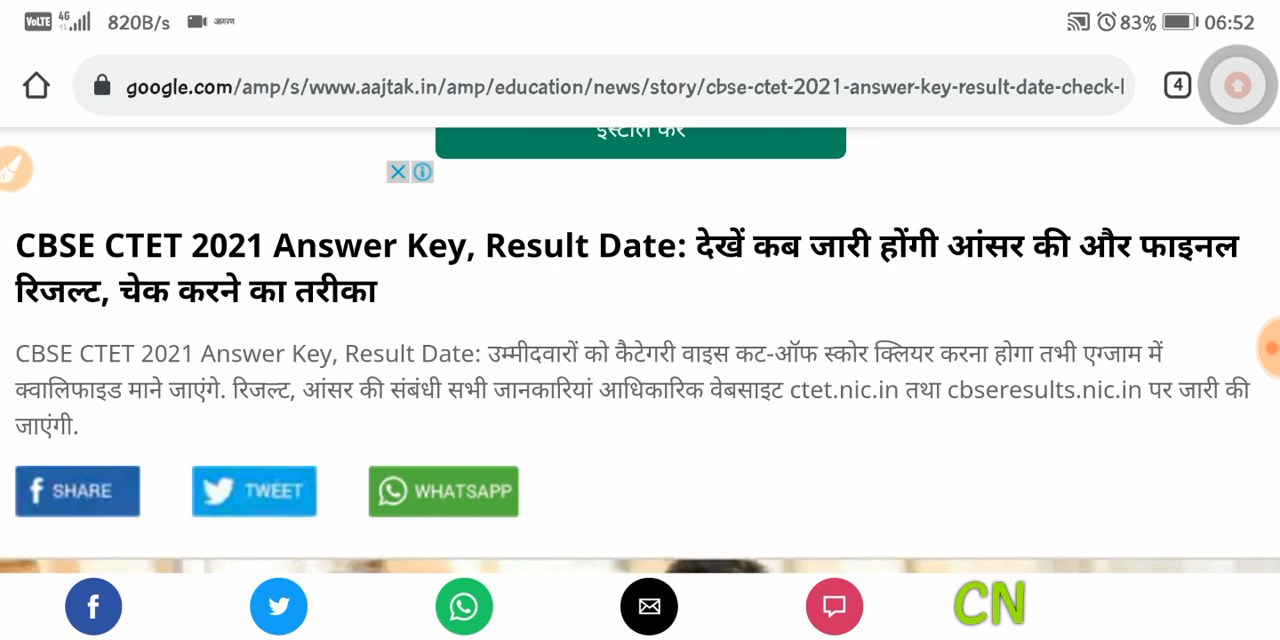 VoLTE 4G 820B/s जागरण 83% 06:52
google.com/amp/s/www.aajtak.in/amp/education/news/story/cbse-ctet-2021-answer-key-result-date-check-l 4
इंस्टॉल करें
CBSE CTET 2021 Answer Key, Result Date: देखें कब जारी होंगी आंसर की और फाइनल
रिजल्ट, चेक करने का तरीका
CBSE CTET 2021 Answer Key, Result Date: उम्मीदवारों को कैटेगरी वाइस कट-ऑफ स्कोर क्लियर करना होगा तभी एग्जाम में
क्वालिफाइड माने जाएंगे. रिजल्ट, आंसर की संबंधी सभी जानकारियां आधिकारिक वेबसाइट ctet.nic.in तथा cbseresults.nic.in पर जारी की
जाएंगी.
f SHARE TWEET WHATSAPP
f CN